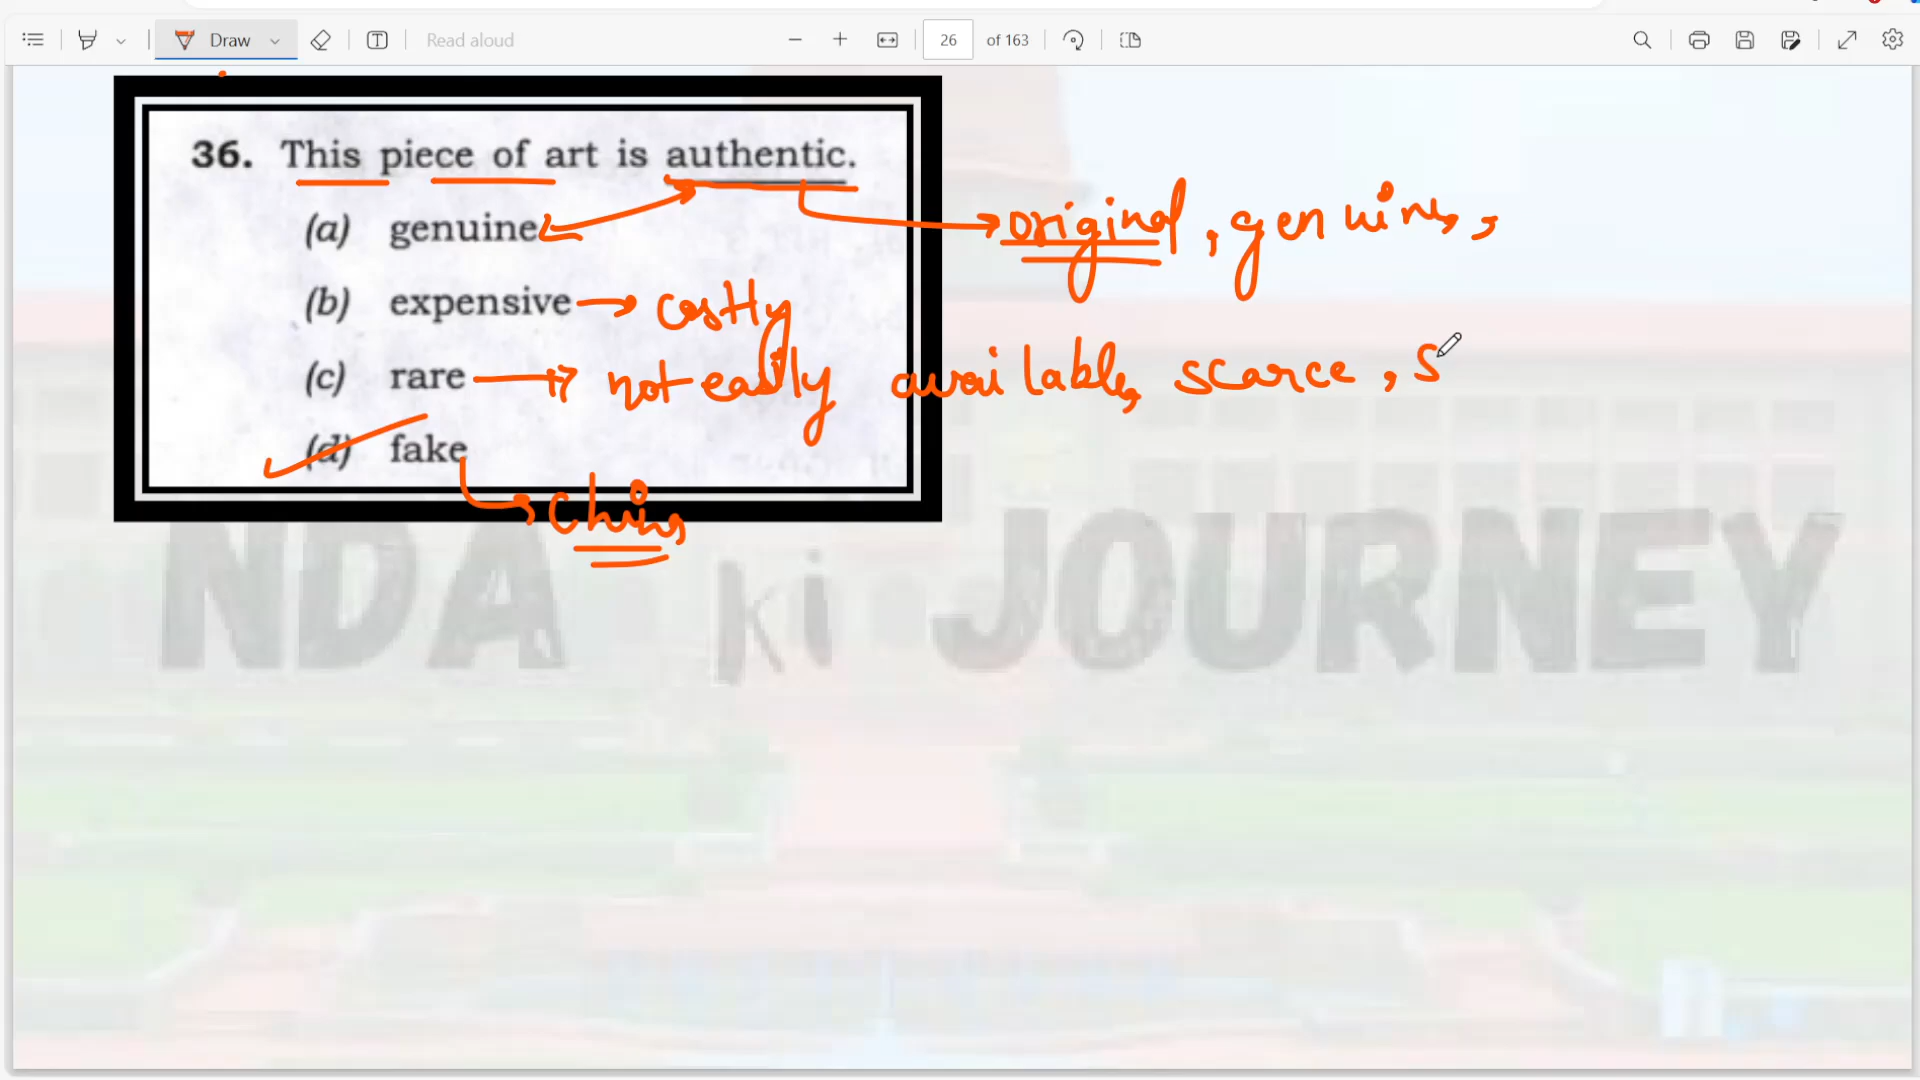 Draw
Read aloud
26 of 163
36. This piece of art is authentic.
original, genuine,
(a) genuine
(b) expensive → costly
(c) rare → not easily available, scarce, s
(d) fake
China
NDA ki JOURNEY